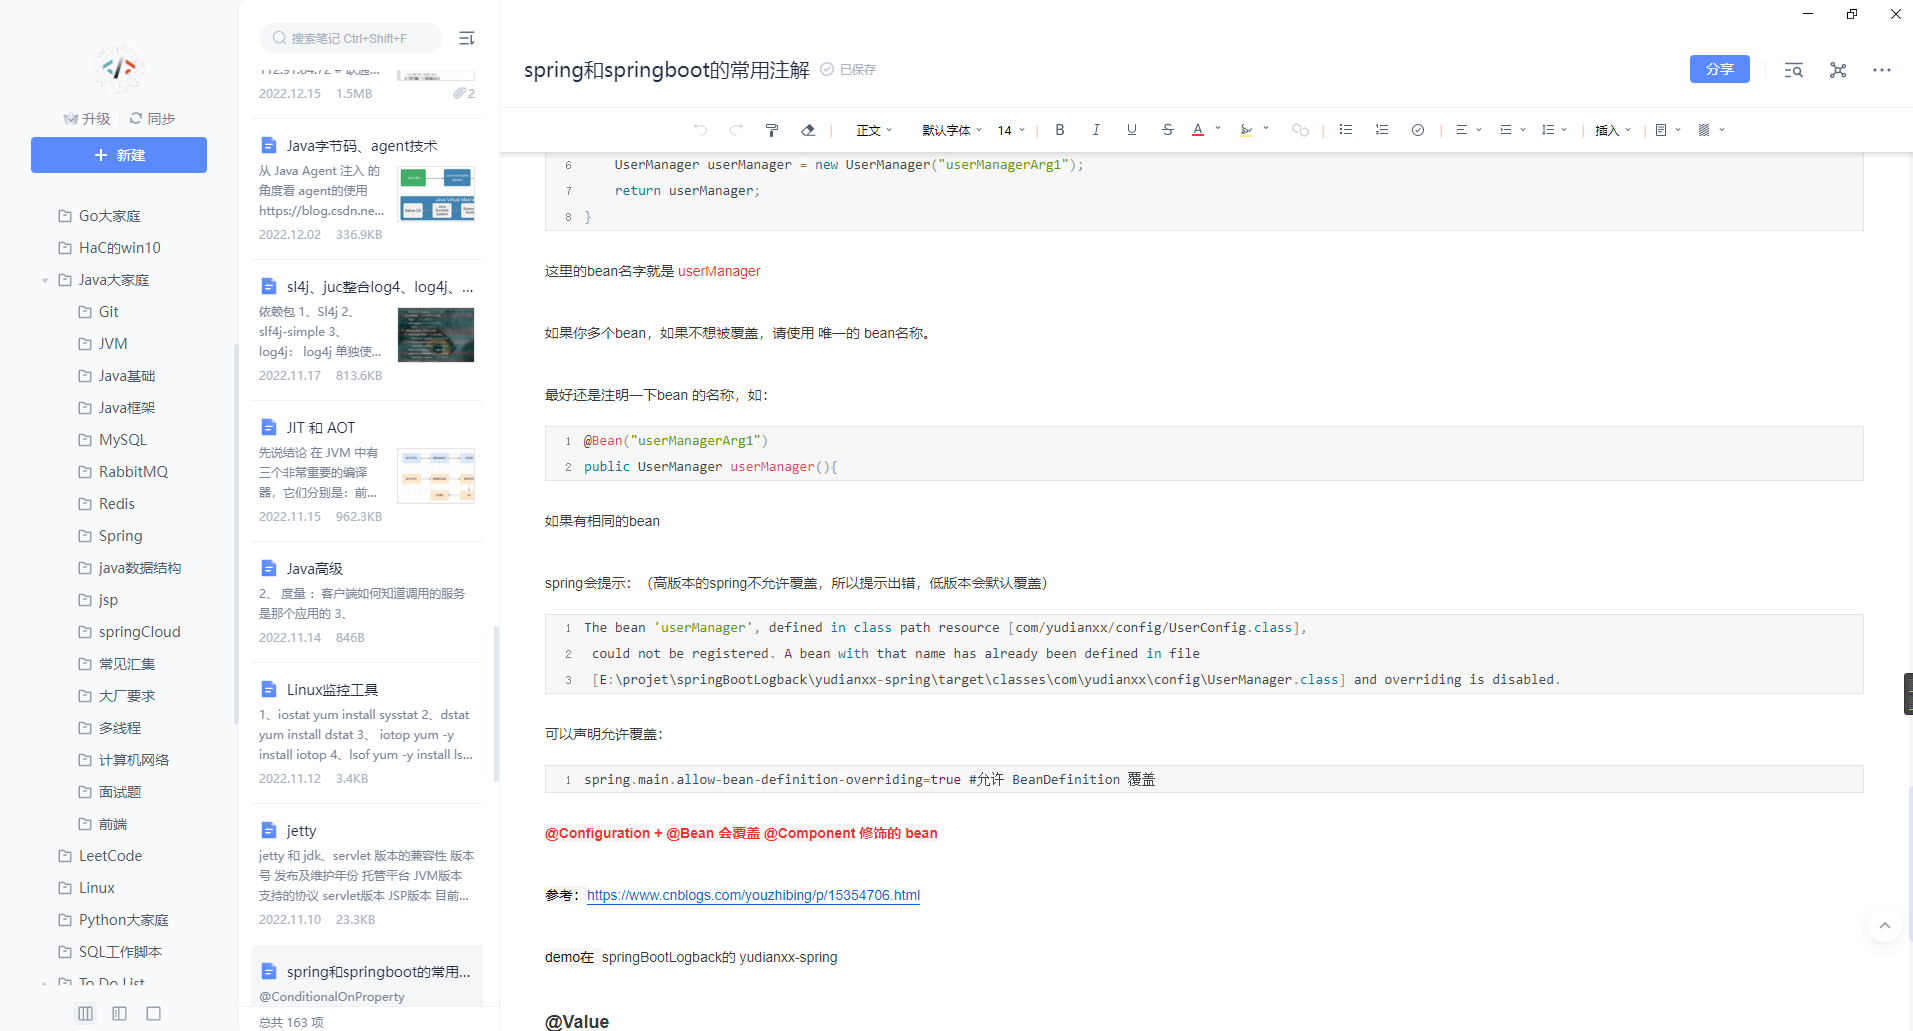 升级 同步
新建
Go大家庭
HaC的win10
Java大家庭
Git
JVM
Java基础
Java框架
MySQL
RabbitMQ
Redis
Spring
java数据结构
jsp
springCloud
常见汇集
大厂要求
多线程
计算机网络
面试题
前端
LeetCode
Linux
Python大家庭
SQL工作脚本
To Do List
搜索笔记 Ctrl+Shift+F
2022.12.15 1.5MB 2
Java字节码、agent技术
从 Java Agent 注入 的
角度看 agent的使用
https://blog.csdn.ne...
2022.12.02 336.9KB
sl4j、juc整合log4、log4j、...
依赖包 1、Sl4j 2、
slf4j-simple 3、
log4j： log4j 单独使...
2022.11.17 813.6KB
JIT 和 AOT
先说结论 在 JVM 中有
三个非常重要的编译
器，它们分别是：前...
2022.11.15 962.3KB
Java高级
2、 度量 ：客户端如何知道调用的服务
是那个应用的 3、
2022.11.14 846B
Linux监控工具
1、iostat yum install sysstat 2、dstat
yum install dstat 3、 iotop yum -y
install iotop 4、lsof yum -y install ls...
2022.11.12 3.4KB
jetty
jetty 和 jdk、servlet 版本的兼容性 版本
号 发布及维护年份 托管平台 JVM版本
支持的协议 servlet版本 JSP版本 目前...
2022.11.10 23.3KB
spring和springboot的常用...
@ConditionalOnProperty
总共 163 项
spring和springboot的常用注解 已保存
分享
正文 默认字体 14 B I U S A 插入
6 UserManager userManager = new UserManager("userManagerArg1");
7 return userManager;
8 }
这里的bean名字就是 userManager
如果你多个bean，如果不想被覆盖，请使用 唯一的 bean名称。
最好还是注明一下bean 的名称，如：
1 @Bean("userManagerArg1")
2 public UserManager userManager(){
如果有相同的bean
spring会提示：（高版本的spring不允许覆盖，所以提示出错，低版本会默认覆盖）
1 The bean 'userManager', defined in class path resource [com/yudianxx/config/UserConfig.class],
2 could not be registered. A bean with that name has already been defined in file
3 [E:\projet\springBootLogback\yudianxx-spring\target\classes\com\yudianxx\config\UserManager.class] and overriding is disabled.
可以声明允许覆盖：
1 spring.main.allow-bean-definition-overriding=true #允许 BeanDefinition 覆盖
@Configuration + @Bean 会覆盖 @Component 修饰的 bean
参考：https://www.cnblogs.com/youzhibing/p/15354706.html
demo在 springBootLogback的 yudianxx-spring
@Value